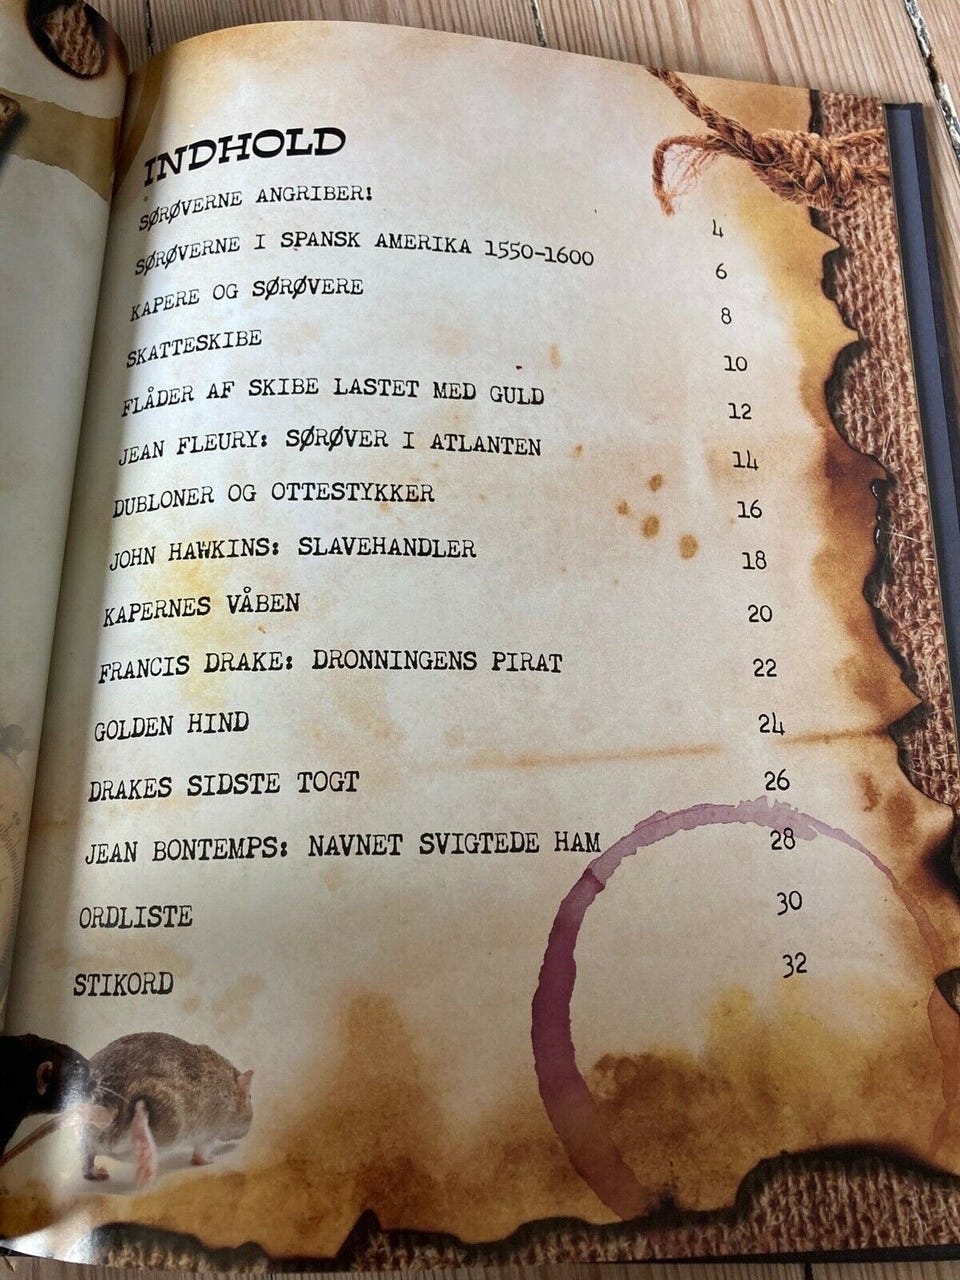 INDHOLD
SØRØVERNE ANGRIBER! 4
SØRØVERNE I SPANSK AMERIKA 1550-1600 6
KAPERE OG SØRØVERE 8
SKATTESKIBE 10
FLÅDER AF SKIBE LASTET MED GULD 12
JEAN FLEURY: SØRØVER I ATLANTEN 14
DUBLONER OG OTTESTYKKER 16
JOHN HAWKINS: SLAVEHANDLER 18
KAPERNES VÅBEN 20
FRANCIS DRAKE: DRONNINGENS PIRAT 22
GOLDEN HIND 24
DRAKES SIDSTE TOGT 26
JEAN BONTEMPS: NAVNET SVIGTEDE HAM 28
ORDLISTE 30
STIKORD 32